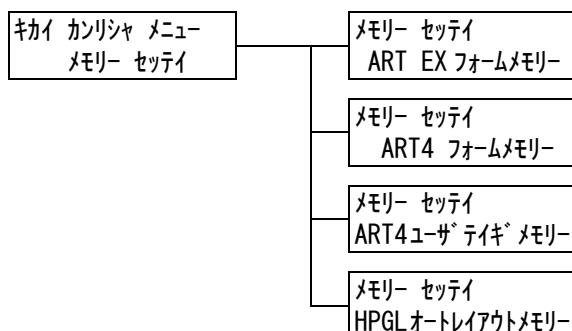 ｷｶｲ ｶﾝﾘｼｬ ﾒﾆｭｰ
ﾒﾓﾘｰ ｾｯﾃｲ
ﾒﾓﾘｰ ｾｯﾃｲ
ART EX ﾌｫｰﾑﾒﾓﾘｰ
ﾒﾓﾘｰ ｾｯﾃｲ
ART4 ﾌｫｰﾑﾒﾓﾘｰ
ﾒﾓﾘｰ ｾｯﾃｲ
ART4ﾕｰｻﾞﾃｲｷﾞﾒﾓﾘｰ
ﾒﾓﾘｰ ｾｯﾃｲ
HPGLｵｰﾄﾚｲｱｳﾄﾒﾓﾘｰ